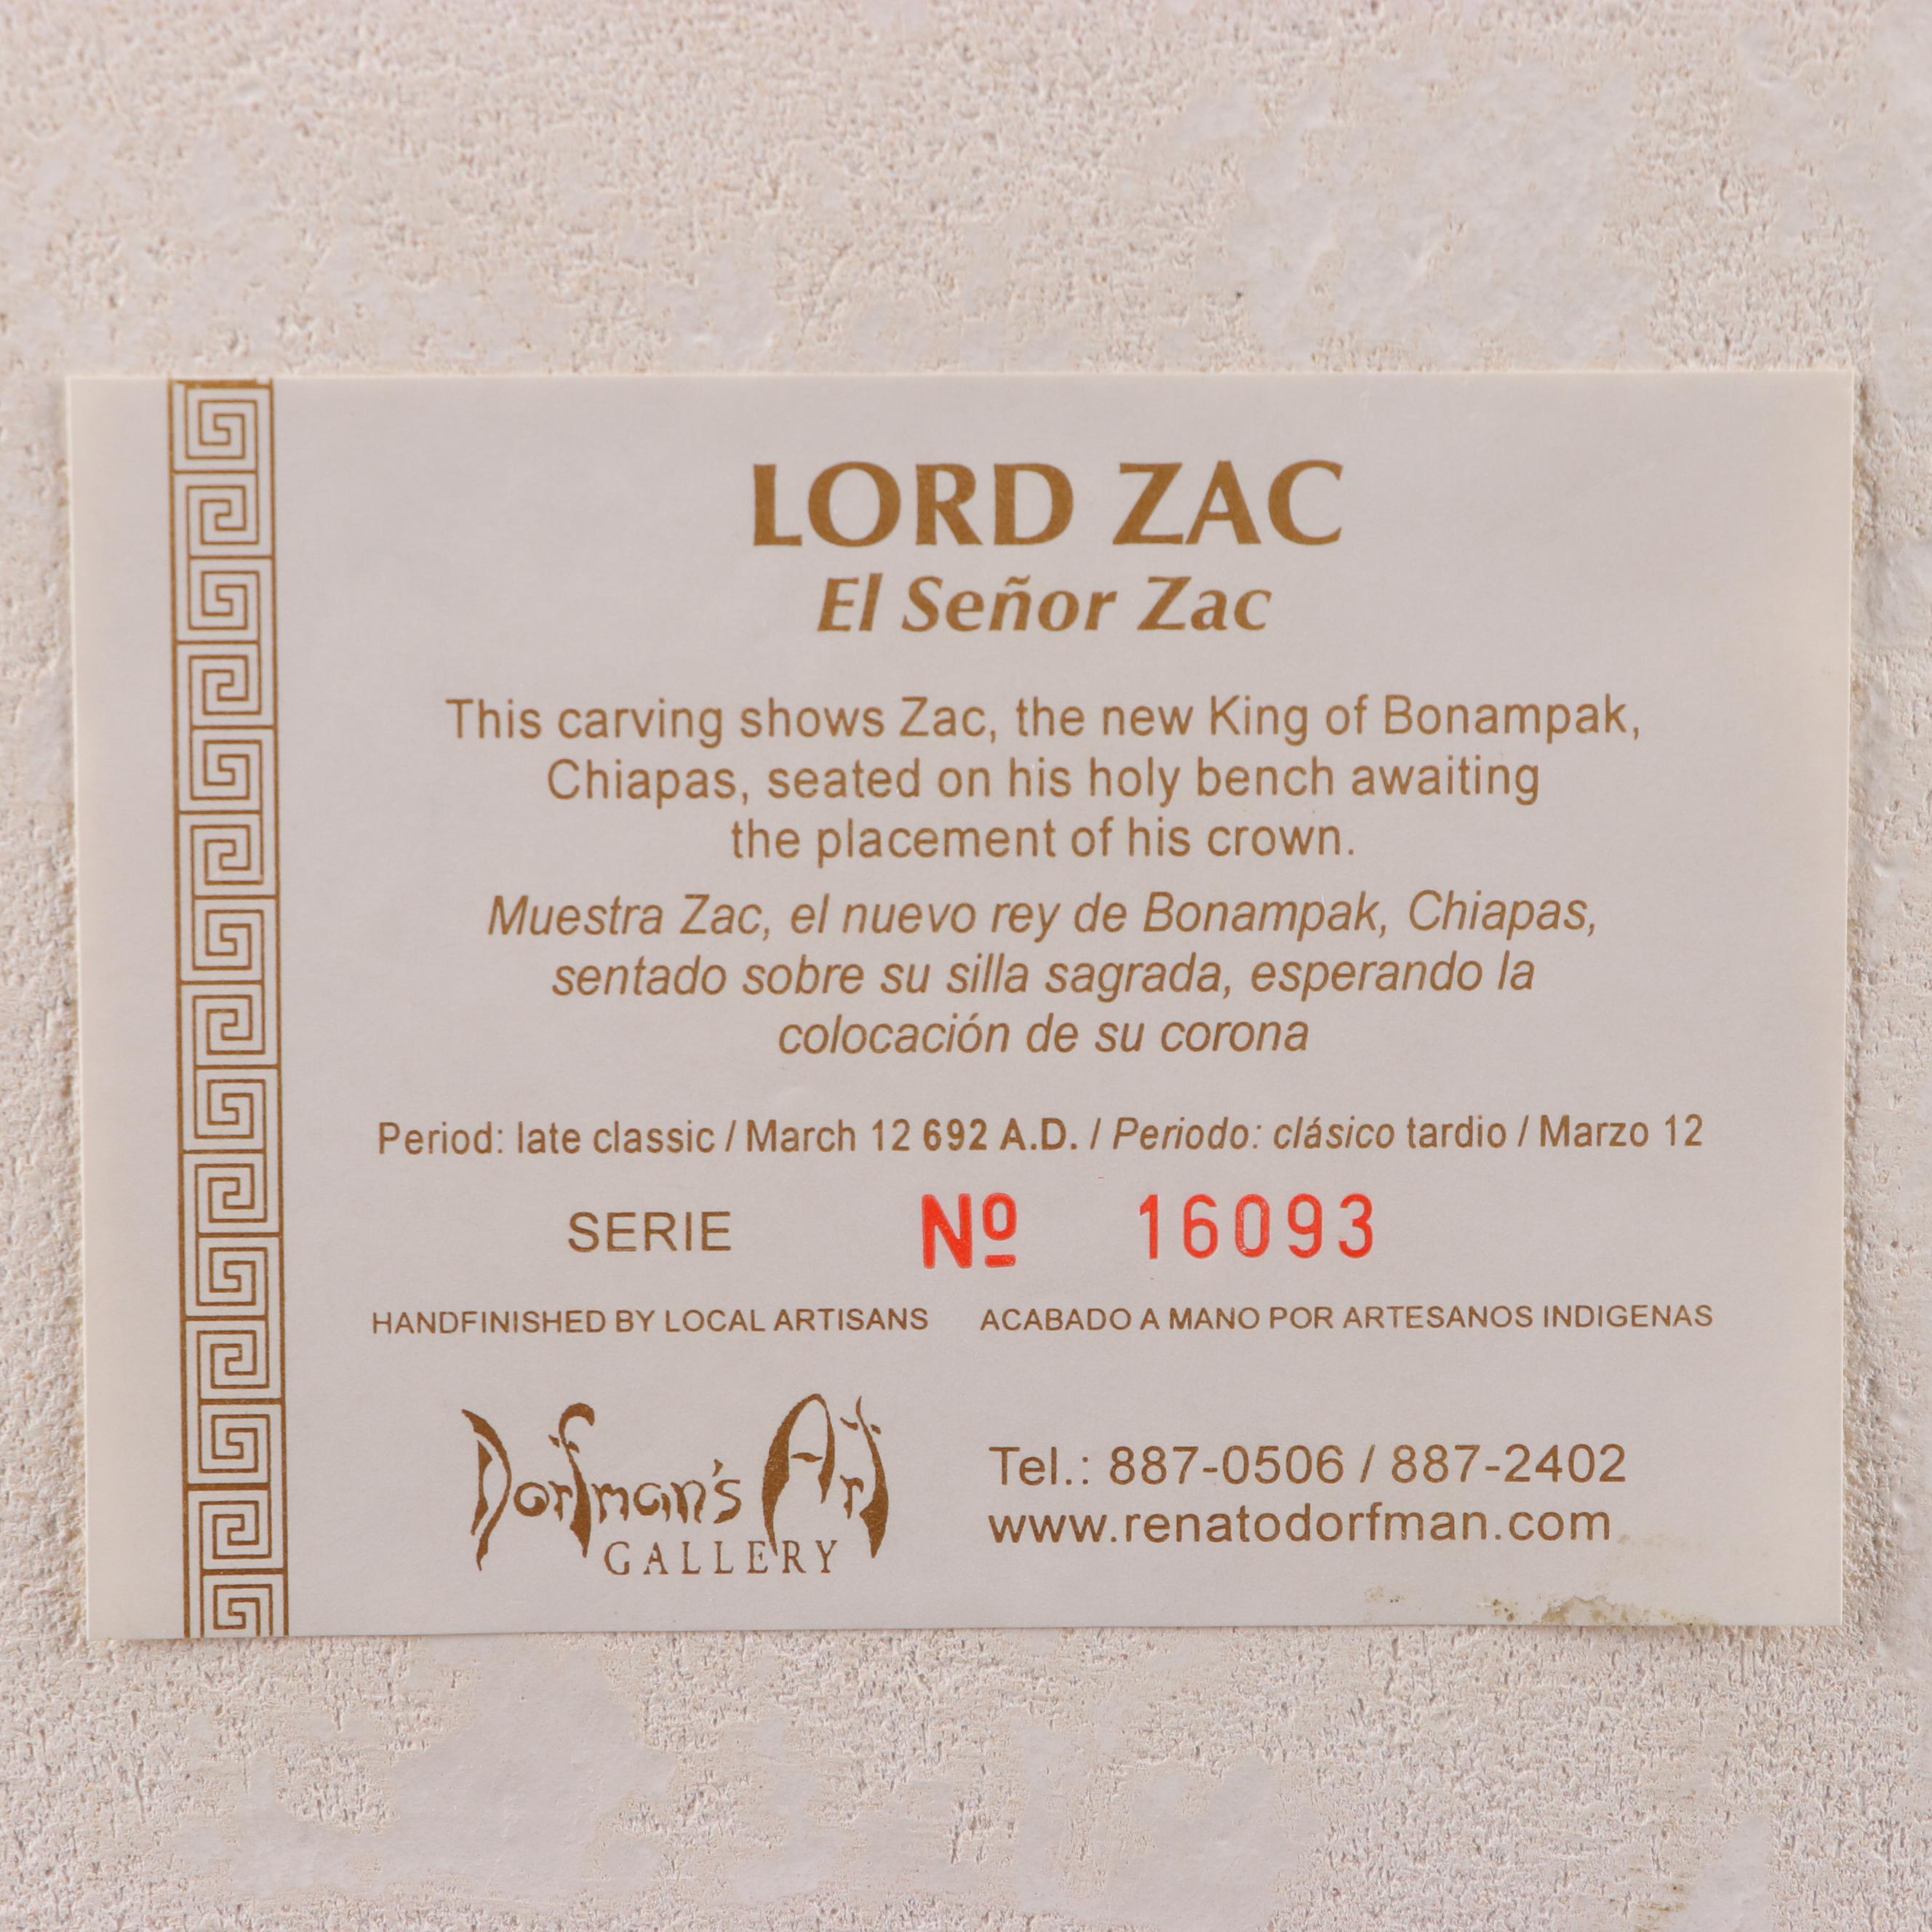 LORD ZAC
El Señor Zac
This carving shows Zac, the new King of Bonampak,
Chiapas, seated on his holy bench awaiting
the placement of his crown.
Muestra Zac, el nuevo rey de Bonampak, Chiapas,
sentado sobre su silla sagrada, esperando la
colocación de su corona
Period: late classic / March 12 692 A.D. / Periodo: clásico tardio / Marzo 12
SERIE Nº 16093
HANDFINISHED BY LOCAL ARTISANS ACABADO A MANO POR ARTESANOS INDIGENAS
Dorfman's Art
GALLERY
Tel.: 887-0506 / 887-2402
www.renatodorfman.com